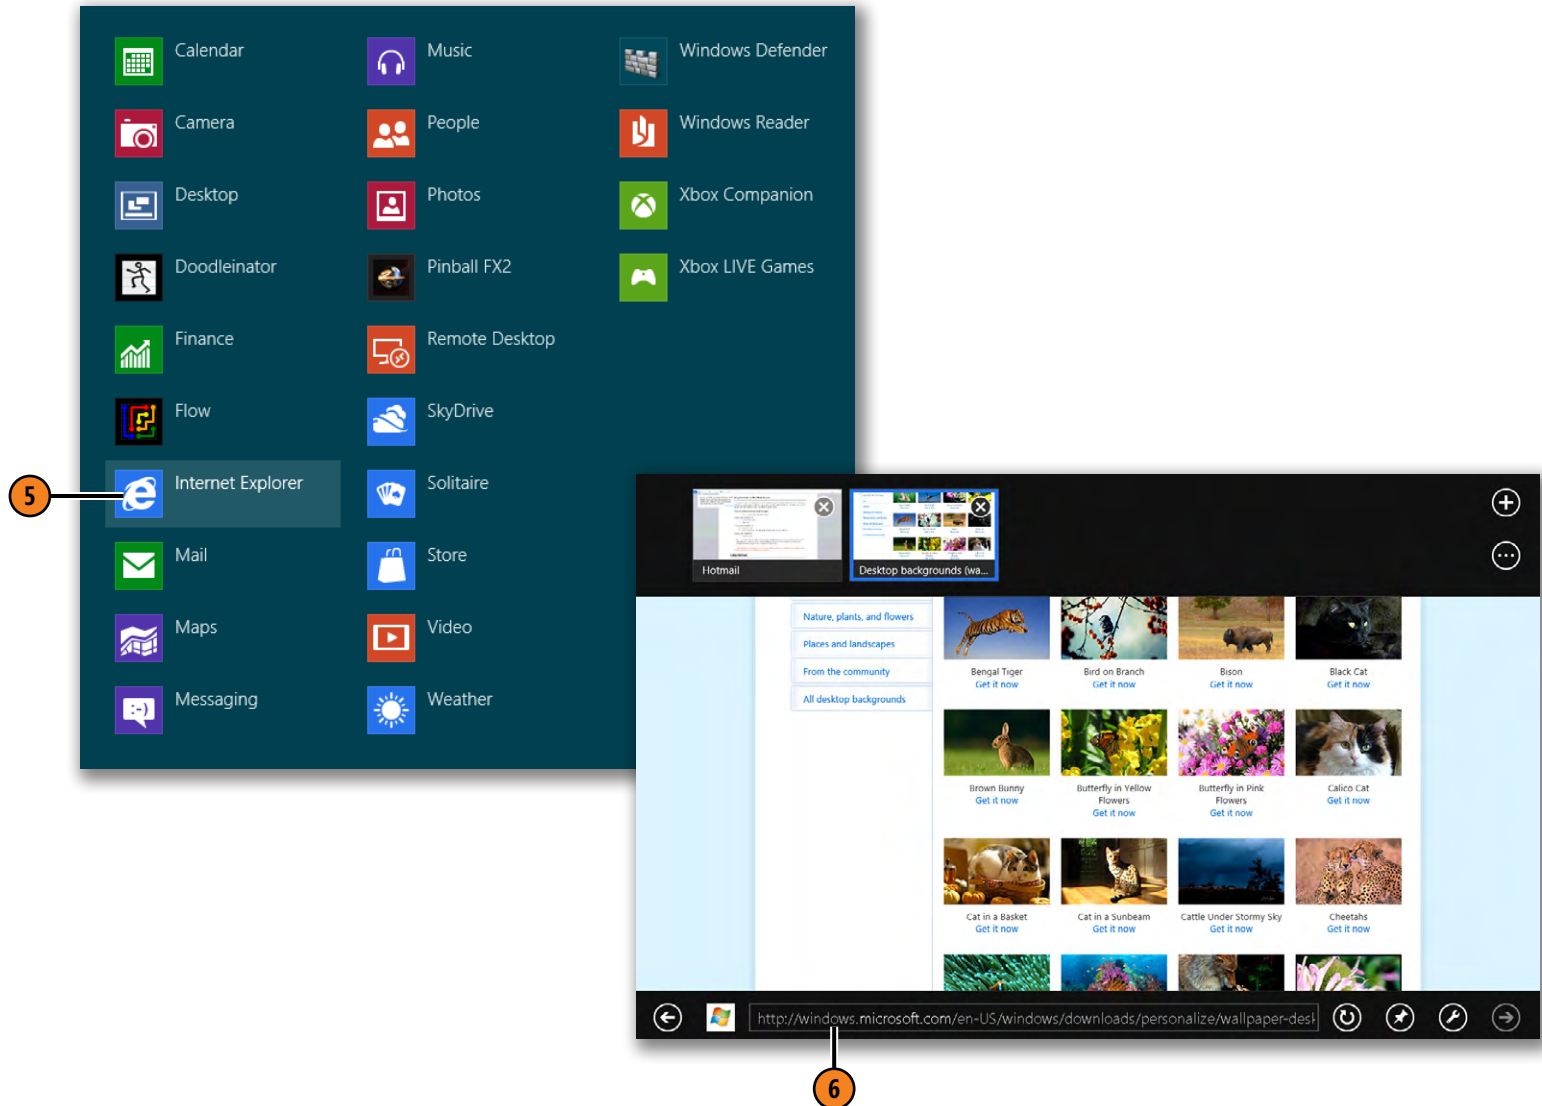 Calendar
Camera
Desktop
Doodleinator
Finance
Flow
Internet Explorer
Mail
Maps
Messaging
Music
People
Photos
Pinball FX2
Remote Desktop
SkyDrive
Solitaire
Store
Video
Weather
Windows Defender
Windows Reader
Xbox Companion
Xbox LIVE Games
5
Hotmail
Desktop backgrounds (wa...
Nature, plants, and flowers
Places and landscapes
From the community
All desktop backgrounds
Bengal Tiger
Get it now
Bird on Branch
Get it now
Bison
Get it now
Black Cat
Get it now
Brown Bunny
Get it now
Butterfly in Yellow
Flowers
Get it now
Butterfly in Pink
Flowers
Get it now
Calico Cat
Get it now
Cat in a Basket
Get it now
Cat in a Sunbeam
Get it now
Cattle Under Stormy Sky
Get it now
Cheetahs
Get it now
http://windows.microsoft.com/en-US/windows/downloads/personalize/wallpaper-desk
6